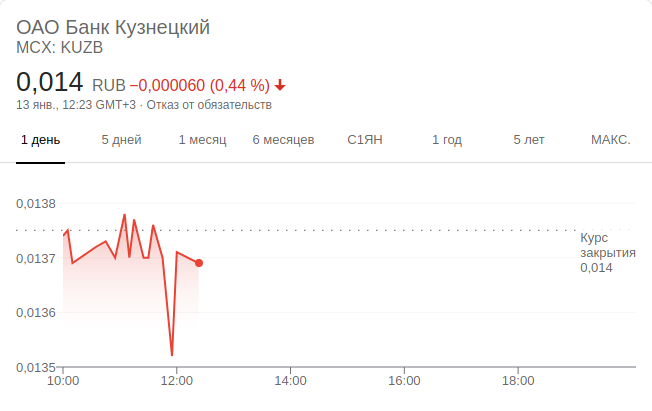 ОАО Банк Кузнецкий
MCX: KUZB
0,014 RUB −0,000060 (0,44 %)
13 янв., 12:23 GMT+3 · Отказ от обязательств
1 день 5 дней 1 месяц 6 месяцев С1ЯН 1 год 5 лет МАКС.
0,0138
Курс
закрытия
0,014
0,0137
0,0136
0,0135
10:00 12:00 14:00 16:00 18:00